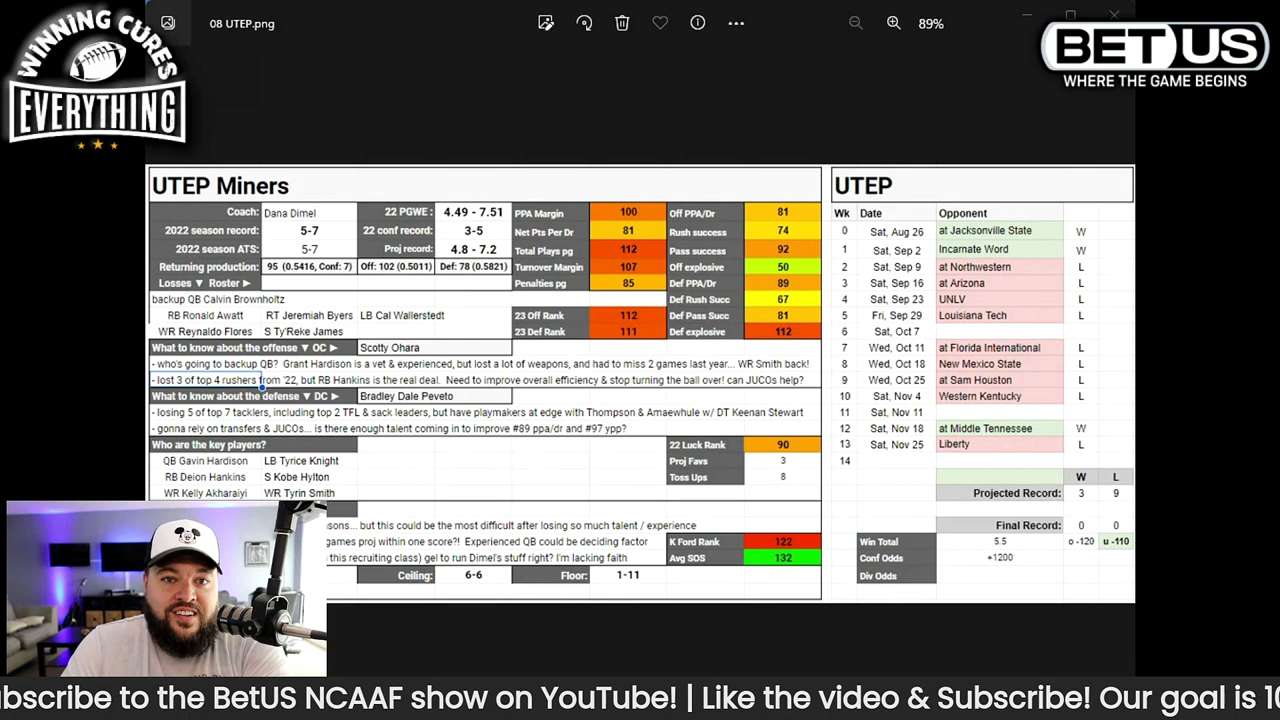 08 UTEP.png
89%
WINNING CURES
EVERYTHING
BETUS
WHERE THE GAME BEGINS
UTEP Miners
Coach: Dana Dimel 22 PGWE : 4.49 - 7.51 PPA Margin 100 Off PPA/Dr 81
2022 season record: 5-7 22 conf record: 3-5 Net Pts Per Dr 81 Rush success 74
2022 season ATS: 5-7 Proj record: 4.8 - 7.2 Total Plays pg 112 Pass success 92
Returning production: 95 (0.5416, Conf: 7) Off: 102 (0.5011) Def: 78 (0.5821) Turnover Margin 107 Off explosive 50
Losses ▼ Roster ► Penalties pg 85 Def PPA/Dr 89
backup QB Calvin Brownholtz Def Rush Succ 67
RB Ronald Awatt RT Jeremiah Byers LB Cal Wallerstedt 23 Off Rank 112 Def Pass Succ 81
WR Reynaldo Flores S Ty'Reke James 23 Def Rank 111 Def explosive 112
What to know about the offense ▼ OC ► Scotty Ohara
- who's going to backup QB? Grant Hardison is a vet & experienced, but lost a lot of weapons, and had to miss 2 games last year... WR Smith back!
- lost 3 of top 4 rushers from '22, but RB Hankins is the real deal. Need to improve overall efficiency & stop turning the ball over! can JUCOs help?
What to know about the defense ▼ DC ► Bradley Dale Peveto
- losing 5 of top 7 tacklers, including top 2 TFL & sack leaders, but have playmakers at edge with Thompson & Amaewhule w/ DT Keenan Stewart
- gonna rely on transfers & JUCOs... is there enough talent coming in to improve #89 ppa/dr and #97 ypp?
Who are the key players? 22 Luck Rank 90
QB Gavin Hardison LB Tyrice Knight Proj Favs 3
RB Deion Hankins S Kobe Hylton Toss Ups 8
WR Kelly Akharaiyi WR Tyrin Smith
sons... but this could be the most difficult after losing so much talent / experience
games proj within one score?! Experienced QB could be deciding factor K Ford Rank 122
this recruiting class) gel to run Dimel's stuff right? I'm lacking faith Avg SOS 132
Ceiling: 6-6 Floor: 1-11
UTEP
Wk Date Opponent
0 Sat, Aug 26 at Jacksonville State W
1 Sat, Sep 2 Incarnate Word W
2 Sat, Sep 9 at Northwestern L
3 Sat, Sep 16 at Arizona L
4 Sat, Sep 23 UNLV L
5 Fri, Sep 29 Louisiana Tech L
6 Sat, Oct 7
7 Wed, Oct 11 at Florida International L
8 Wed, Oct 18 New Mexico State L
9 Wed, Oct 25 at Sam Houston L
10 Sat, Nov 4 Western Kentucky L
11 Sat, Nov 11
12 Sat, Nov 18 at Middle Tennessee W
13 Sat, Nov 25 Liberty L
14
W L
Projected Record: 3 9
Final Record: 0 0
Win Total 5.5 o -120 u -110
Conf Odds +1200
Div Odds
bscribe to the BetUS NCAAF show on YouTube! | Like the video & Subscribe! Our goal is 10